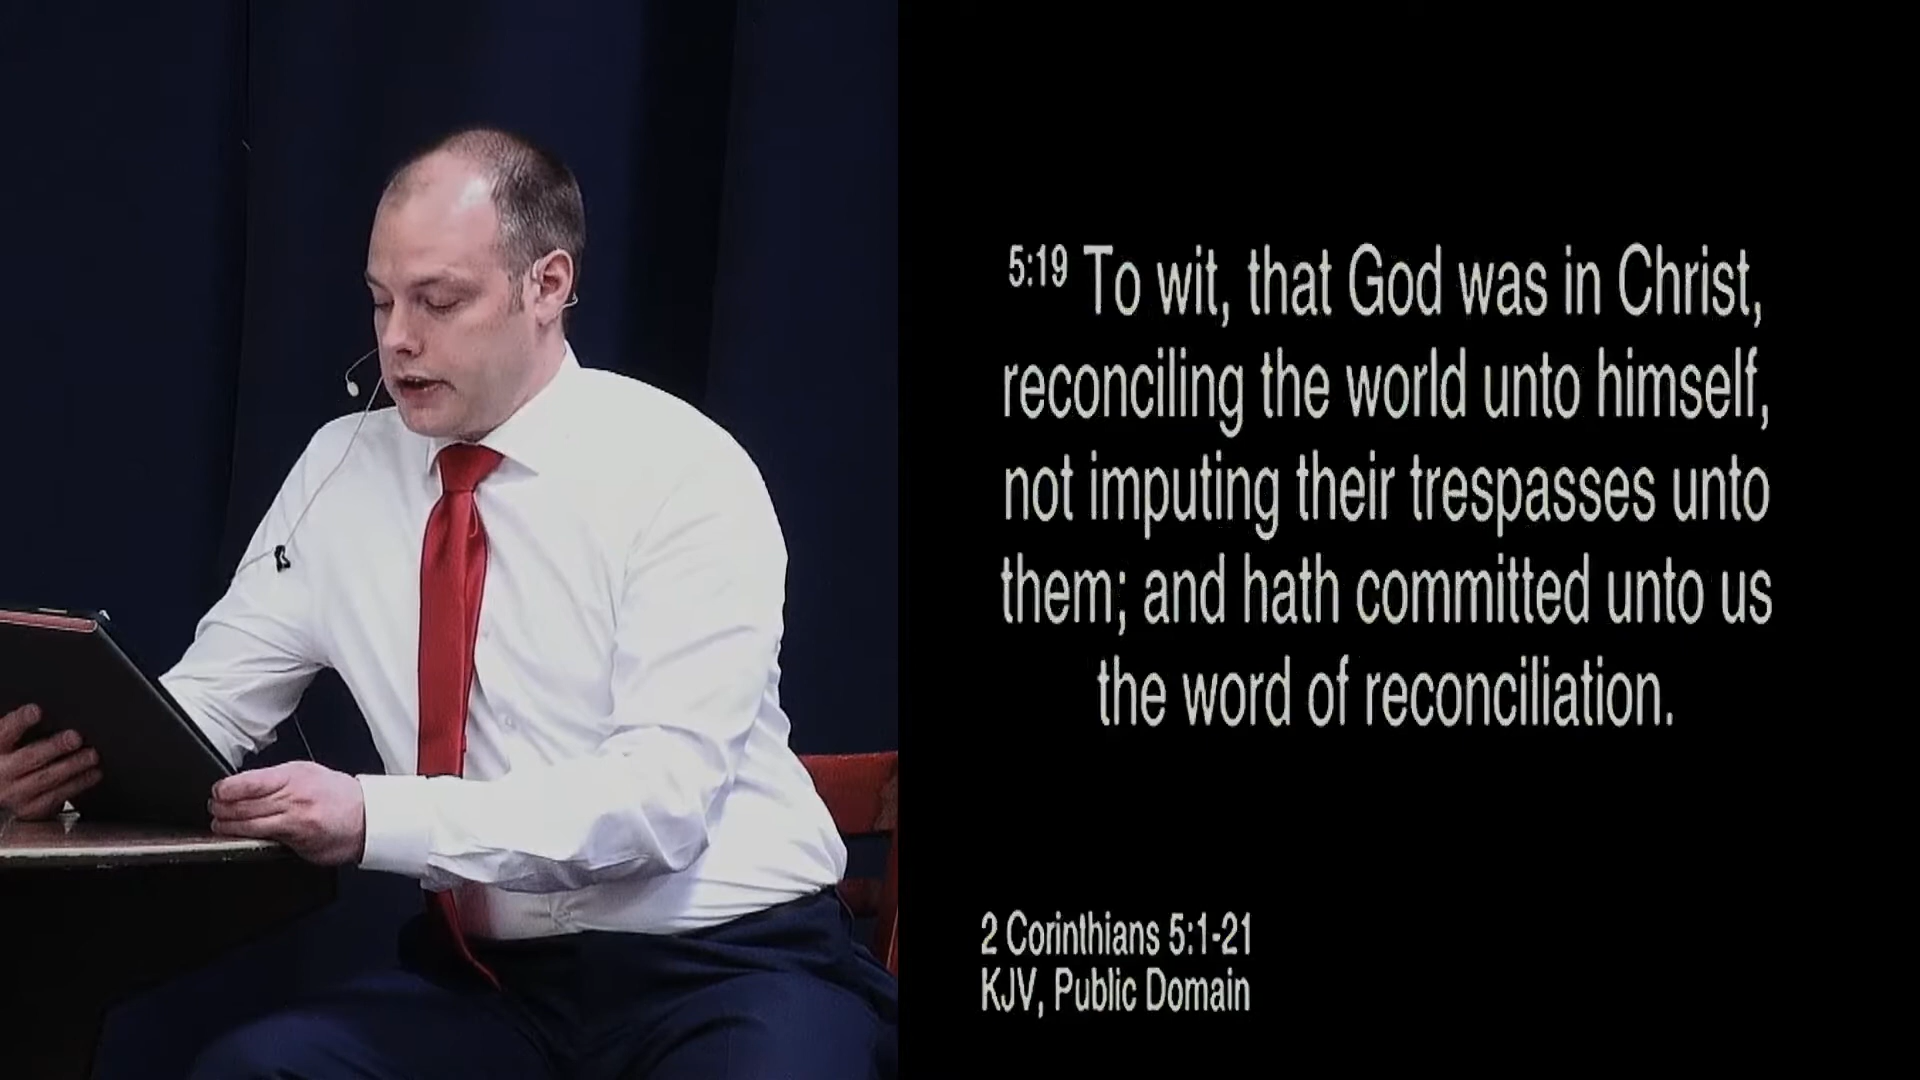 5:19 To wit, that God was in Christ,
reconciling the world unto himself,
not imputing their trespasses unto
them; and hath committed unto us
the word of reconciliation.
2 Corinthians 5:1-21
KJV, Public Domain